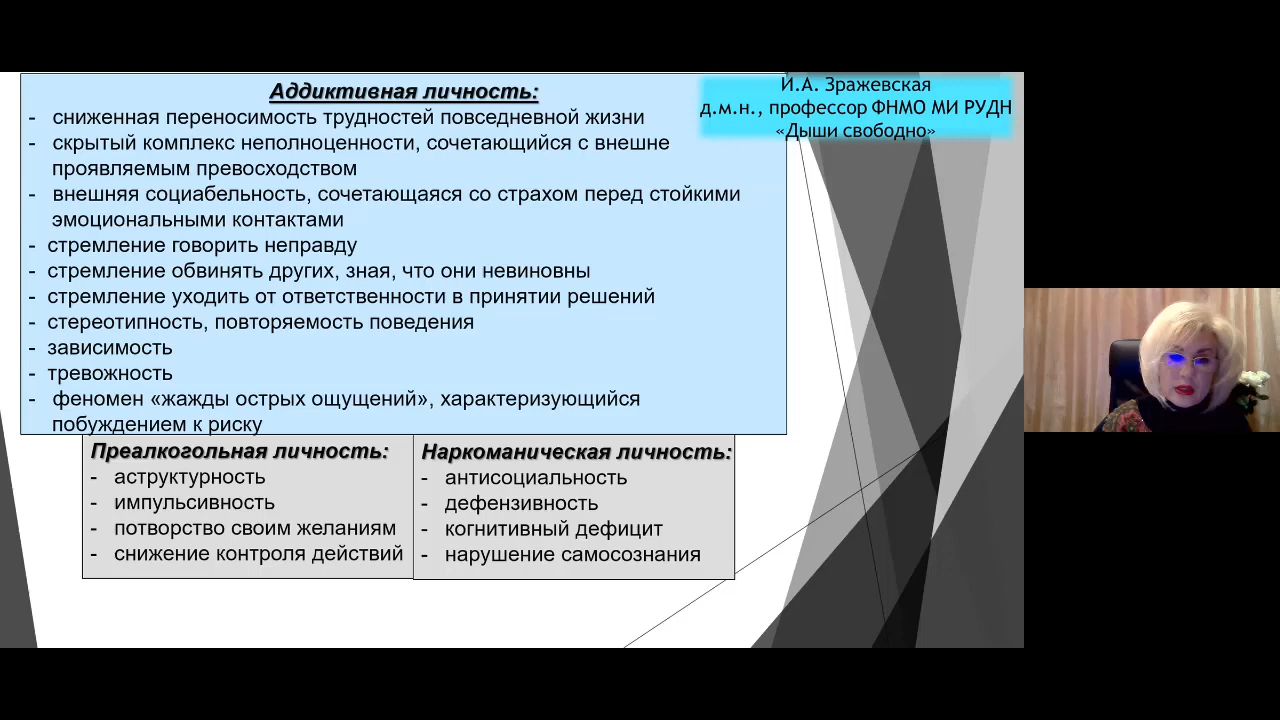 Аддиктивная личность:
- сниженная переносимость трудностей повседневной жизни
- скрытый комплекс неполноценности, сочетающийся с внешне
проявляемым превосходством
- внешняя социабельность, сочетающаяся со страхом перед стойкими
эмоциональными контактами
- стремление говорить неправду
- стремление обвинять других, зная, что они невиновны
- стремление уходить от ответственности в принятии решений
- стереотипность, повторяемость поведения
- зависимость
- тревожность
- феномен «жажды острых ощущений», характеризующийся
побуждением к риску
И.А. Зражевская
д.м.н., профессор ФНМО МИ РУДН
«Дыши свободно»
Преалкогольная личность:
- аструктурность
- импульсивность
- потворство своим желаниям
- снижение контроля действий
Наркоманическая личность:
- антисоциальность
- дефензивность
- когнитивный дефицит
- нарушение самосознания